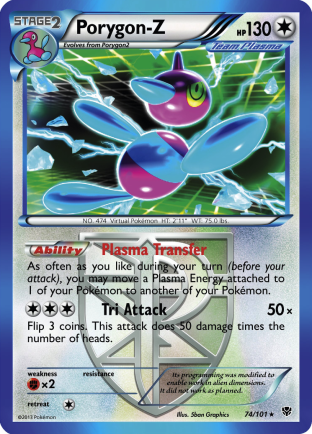 STAGE2
Porygon-Z
HP130
Evolves from Porygon2
Team Plasma
NO. 474 Virtual Pokémon HT: 2'11" WT: 75.0 lbs.
Ability Plasma Transfer
As often as you like during your turn (before your
attack), you may move a Plasma Energy attached to
1 of your Pokémon to another of your Pokémon.
Tri Attack 50×
Flip 3 coins. This attack does 50 damage times the
number of heads.
weakness resistance
×2
retreat
Its programming was modified to
enable work in alien dimensions.
It did not work as planned.
©2013 Pokémon
Illus. 5ban Graphics
74/101 ★